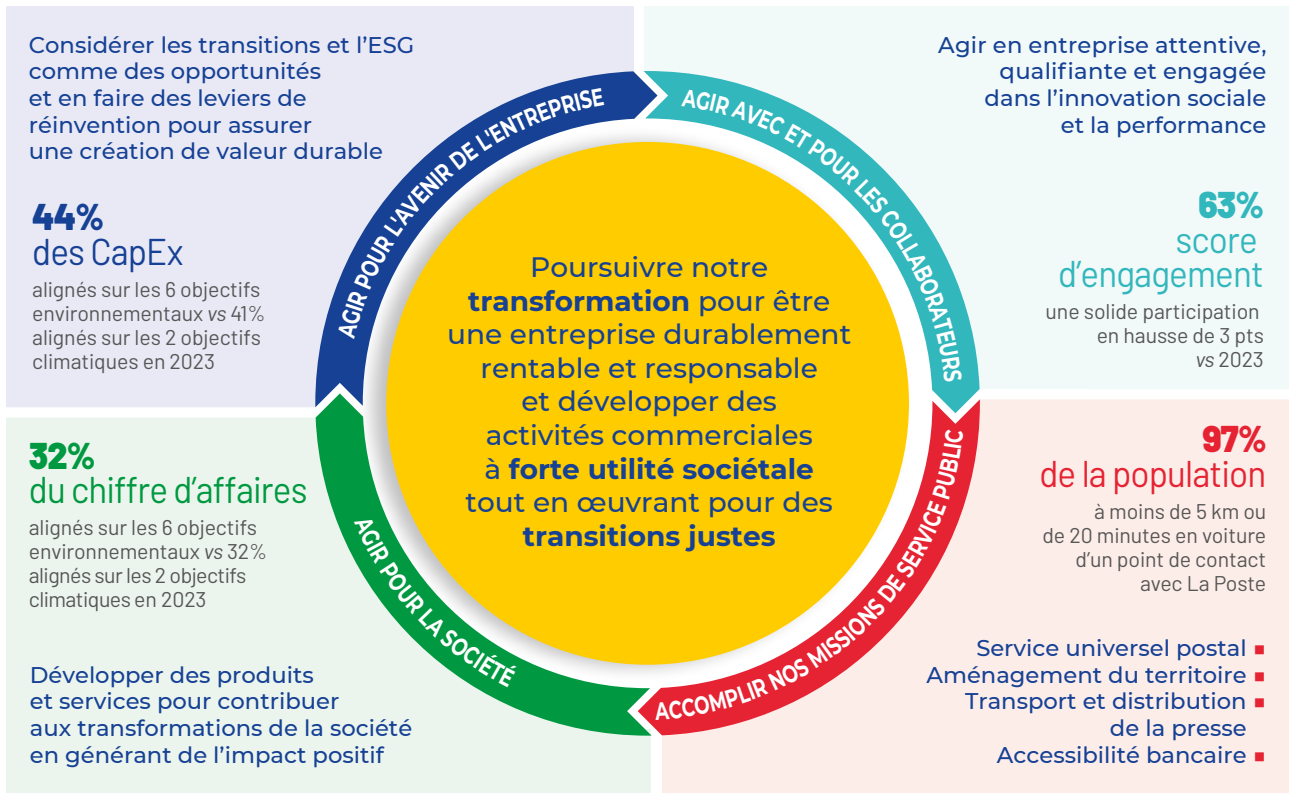 Considérer les transitions et l’ESG
comme des opportunités
et en faire des leviers de
réinvention pour assurer
une création de valeur durable
44%
des CapEx
alignés sur les 6 objectifs
environnementaux vs 41%
alignés sur les 2 objectifs
climatiques en 2023
AGIR POUR L'AVENIR DE L'ENTREPRISE
AGIR AVEC ET POUR LES COLLABORATEURS
Agir en entreprise attentive,
qualifiante et engagée
dans l’innovation sociale
et la performance
63%
score
d’engagement
une solide participation
en hausse de 3 pts
vs 2023
Poursuivre notre
transformation pour être
une entreprise durablement
rentable et responsable
et développer des
activités commerciales
à forte utilité sociétale
tout en œuvrant pour des
transitions justes
32%
du chiffre d’affaires
alignés sur les 6 objectifs
environnementaux vs 32%
alignés sur les 2 objectifs
climatiques en 2023
Développer des produits
et services pour contribuer
aux transformations de la société
en générant de l’impact positif
AGIR POUR LA SOCIÉTÉ
ACCOMPLIR NOS MISSIONS DE SERVICE PUBLIC
97%
de la population
à moins de 5 km ou
de 20 minutes en voiture
d’un point de contact
avec La Poste
Service universel postal ■
Aménagement du territoire ■
Transport et distribution ■
de la presse
Accessibilité bancaire ■